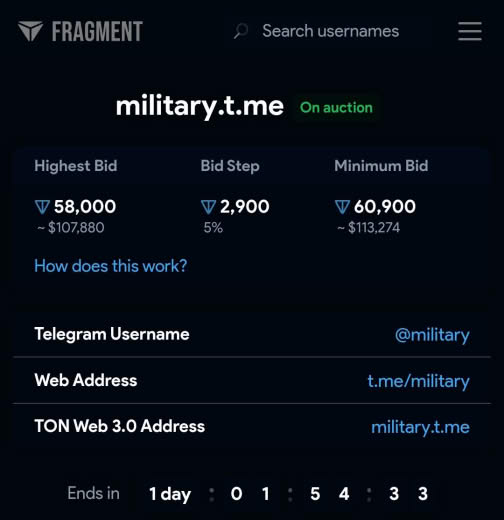 FRAGMENT Search usernames
military.t.me On auction
Highest Bid Bid Step Minimum Bid
58,000 2,900 60,900
~ $107,880 5% ~ $113,274
How does this work?
Telegram Username @military
Web Address t.me/military
TON Web 3.0 Address military.t.me
Ends in 1 day : 0 1 : 5 4 : 3 3